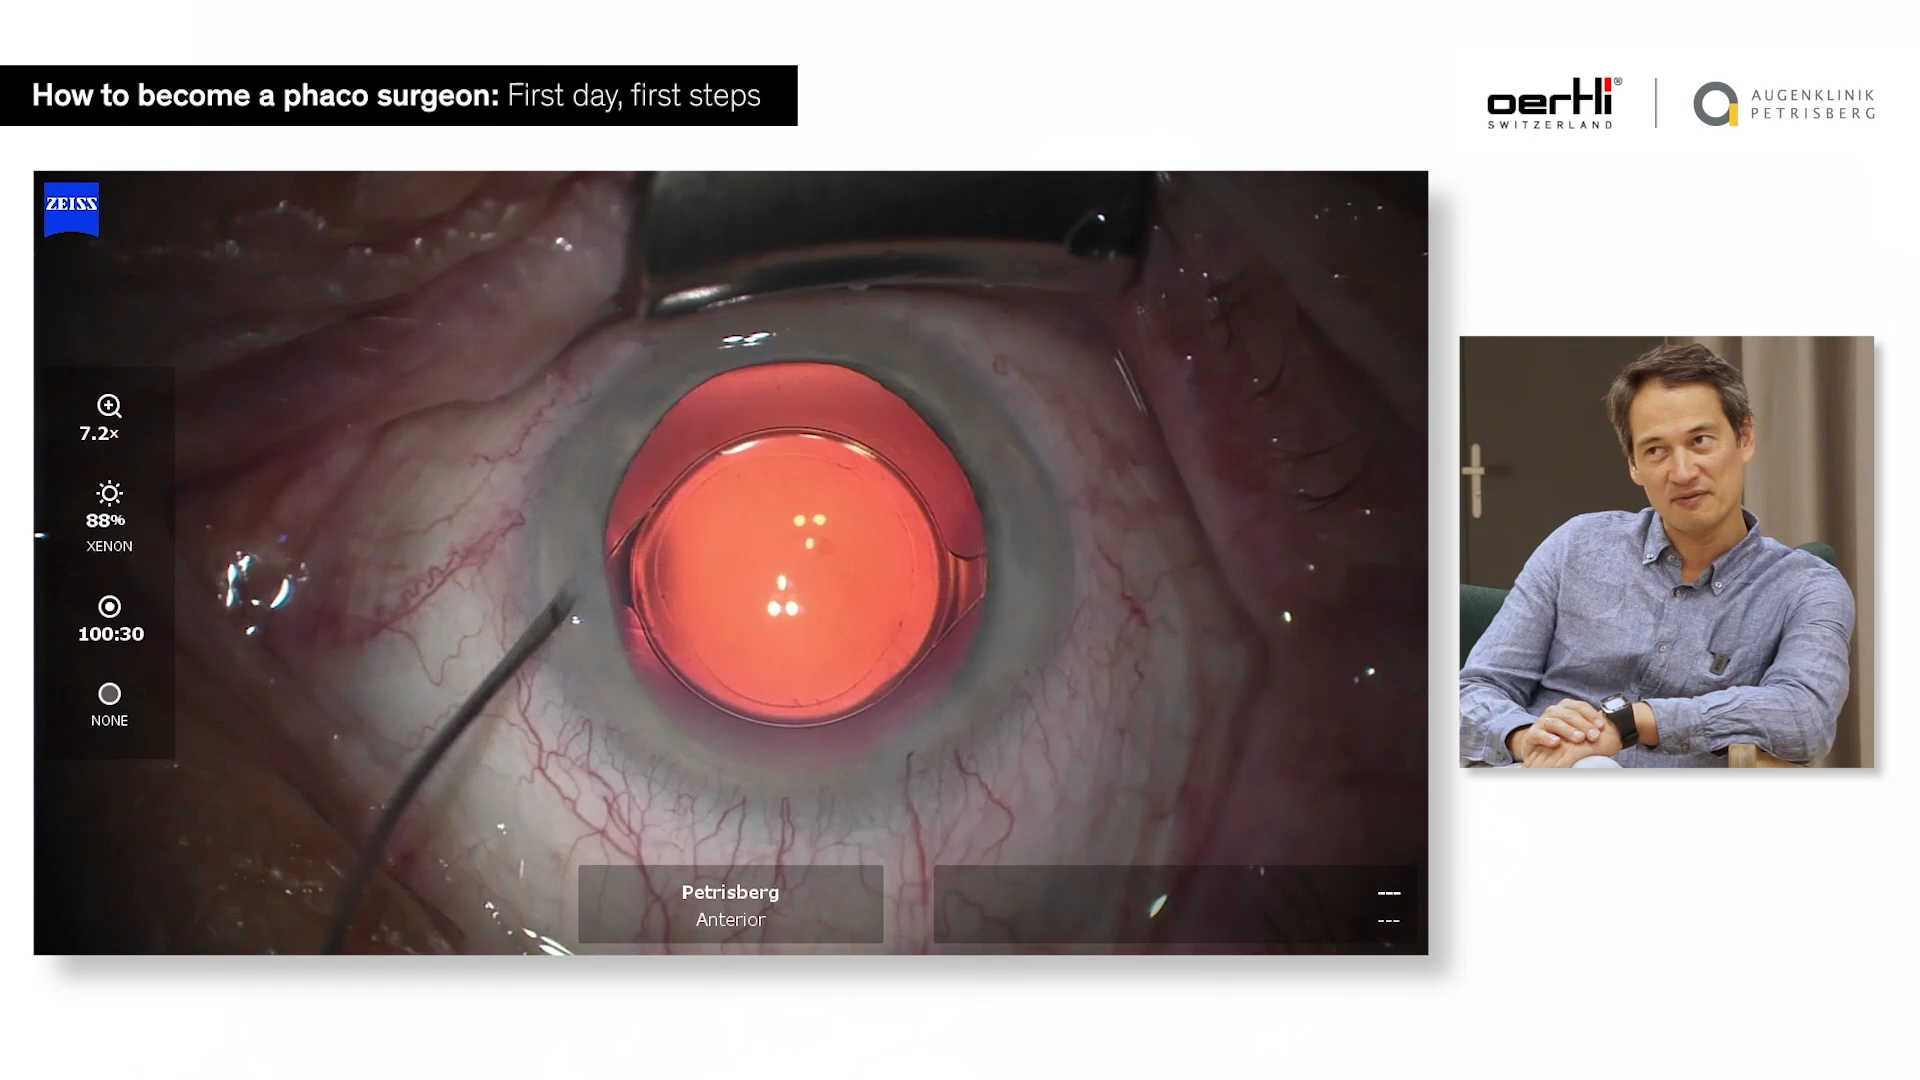 How to become a phaco surgeon: First day, first steps
oertli®
SWITZERLAND
AUGENKLINIK
PETRISBERG
ZEISS
7.2x
88%
XENON
100:30
NONE
Petrisberg
Anterior
---
---